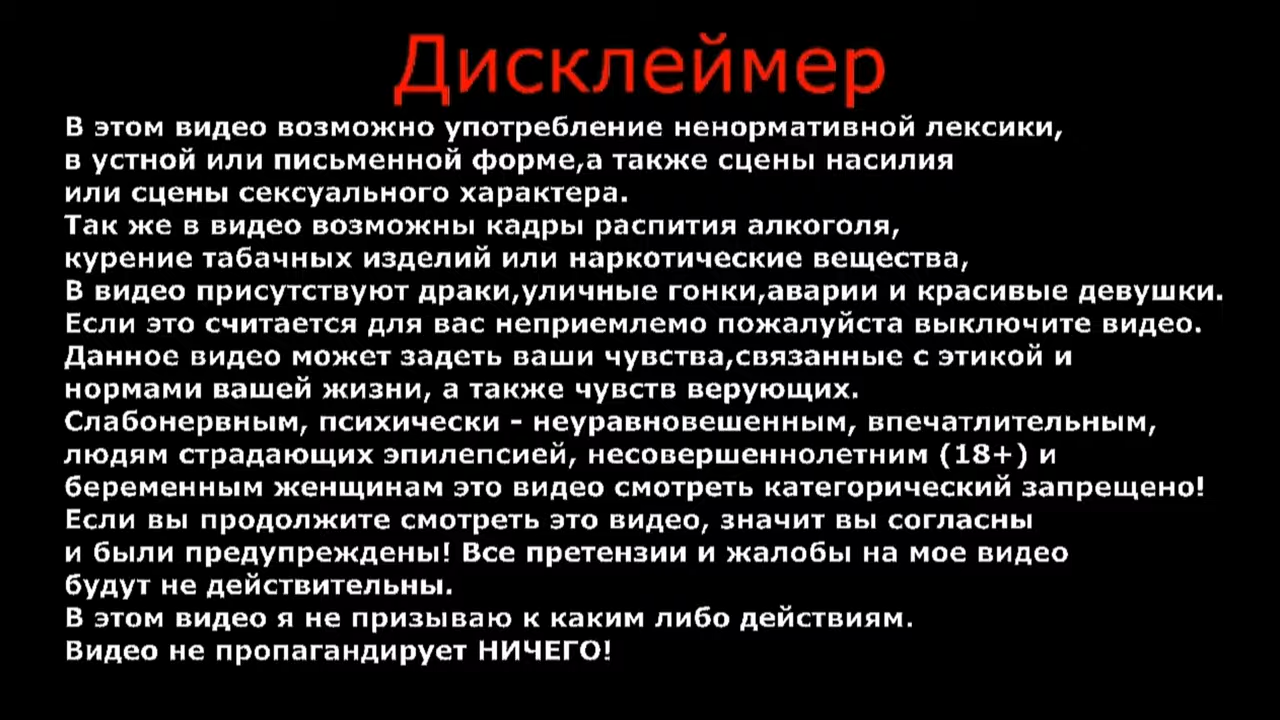 Дисклеймер
В этом видео возможно употребление ненормативной лексики,
в устной или письменной форме,а также сцены насилия
или сцены сексуального характера.
Так же в видео возможны кадры распития алкоголя,
курение табачных изделий или наркотические вещества,
В видео присутствуют драки,уличные гонки,аварии и красивые девушки.
Если это считается для вас неприемлемо пожалуйста выключите видео.
Данное видео может задеть ваши чувства,связанные с этикой и
нормами вашей жизни, а также чувств верующих.
Слабонервным, психически - неуравновешенным, впечатлительным,
людям страдающих эпилепсией, несовершеннолетним (18+) и
беременным женщинам это видео смотреть категорический запрещено!
Если вы продолжите смотреть это видео, значит вы согласны
и были предупреждены! Все претензии и жалобы на мое видео
будут не действительны.
В этом видео я не призываю к каким либо действиям.
Видео не пропагандирует НИЧЕГО!